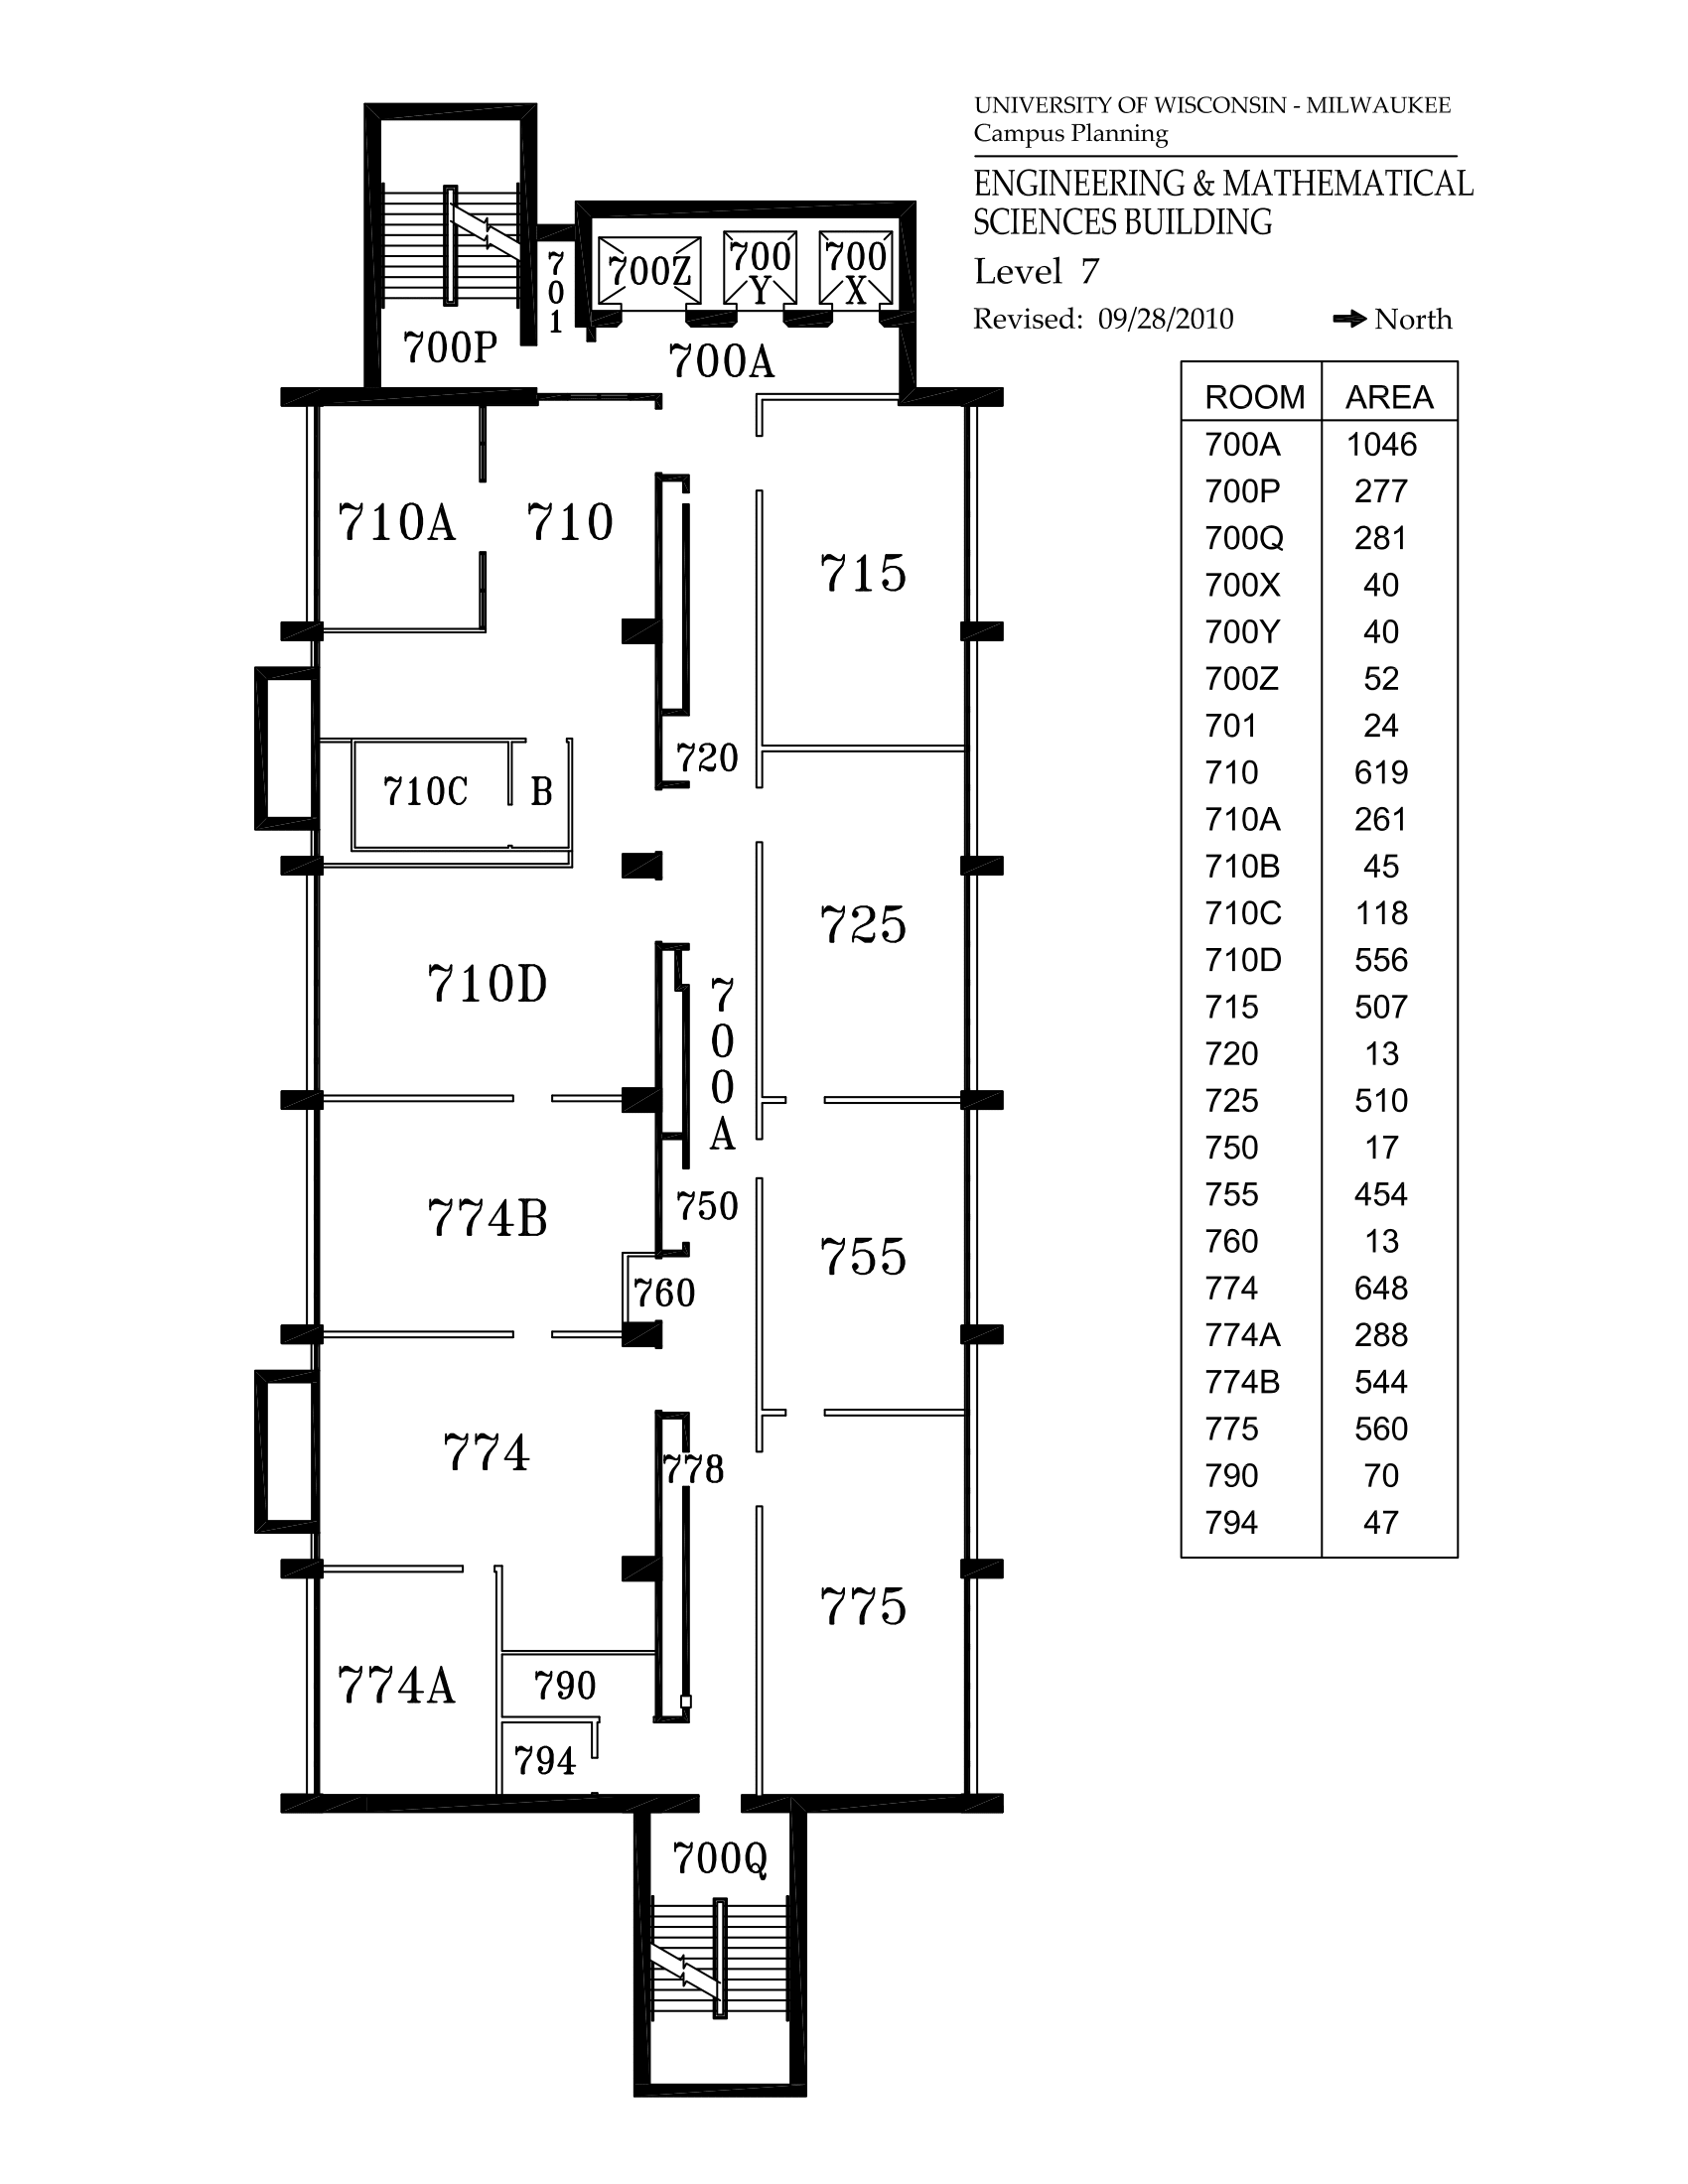 UNIVERSITY OF WISCONSIN - MILWAUKEE
Campus Planning
ENGINEERING & MATHEMATICAL
SCIENCES BUILDING
Level 7
Revised: 09/28/2010
North
ROOM AREA
700A 1046
700P 277
700Q 281
700X 40
700Y 40
700Z 52
701 24
710 619
710A 261
710B 45
710C 118
710D 556
715 507
720 13
725 510
750 17
755 454
760 13
774 648
774A 288
774B 544
775 560
790 70
794 47
700P
701
700Z
700
Y
700
X
700A
710A
710
715
720
710C
B
725
710D
700A
774B
750
755
760
774
778
775
774A
790
794
700Q